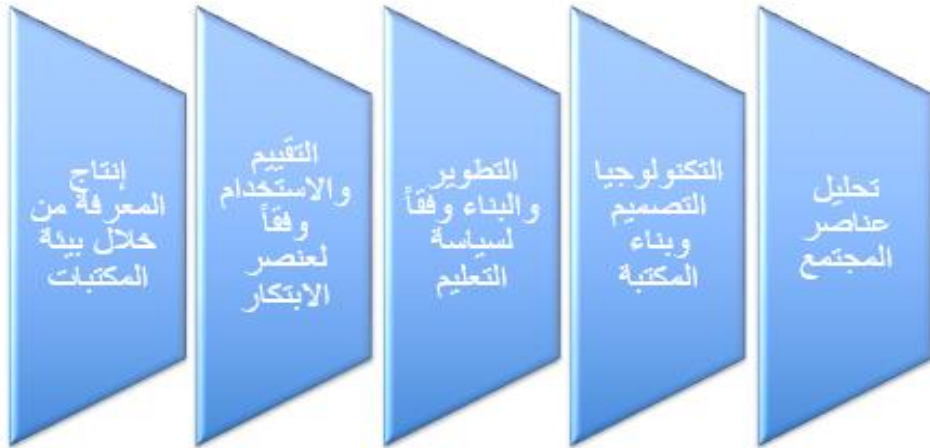 تحليل
عناصر
المجتمع
التكنولوجيا
التصميم
وبناء
المكتبة
التطوير
والبناء وفقاً
لسياسة
التعليم
التقييم
والاستخدام
وفقاً
لعنصر
الابتكار
إنتاج
المعرفة من
خلال بيئة
المكتبات